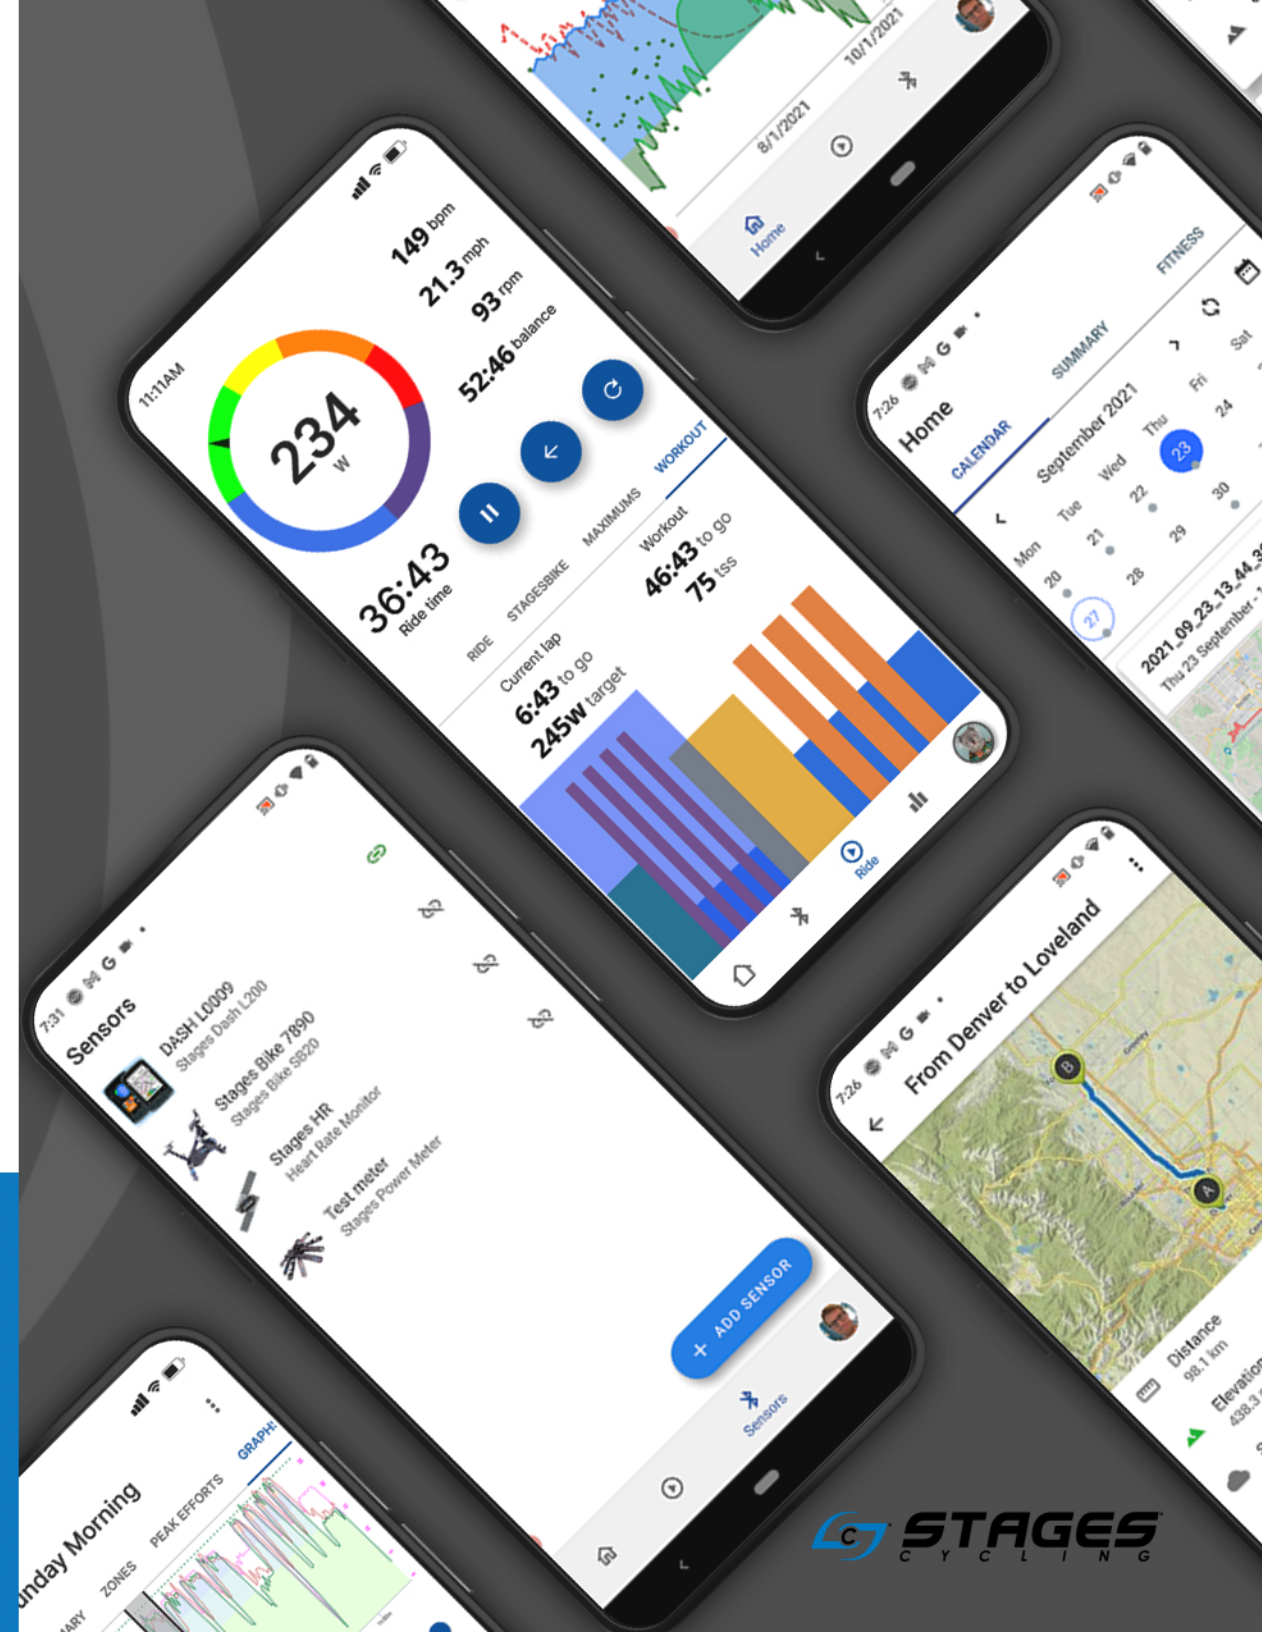 8/1/2021
10/1/2021
Home
11:11AM
149 bpm
21.3 mph
93 rpm
52:46 balance
234
W
36:43
Ride time
RIDE
STAGESBIKE
MAXIMUMS
WORKOUT
Current lap
6:43 to go
245w target
Workout
46:43 to go
75 tss
Ride
7:26
Home
CALENDAR
SUMMARY
FITNESS
September 2021
Mon
Tue
Wed
Thu
Fri
Sat
20
21
22
23
24
27
28
29
30
2021_09_23_13_44_3
Thu 23 September -
7:31
Sensors
DASH L0009
Stages Dash L200
Stages Bike 7890
Stages Bike SB20
Stages HR
Heart Rate Monitor
Test meter
Stages Power Meter
+ ADD SENSOR
Sensors
7:26
From Denver to Loveland
B
A
Distance
98.1 km
Elevation
438.3
unday Morning
ARY
ZONES
PEAK EFFORTS
GRAPH
STAGES
CYCLING